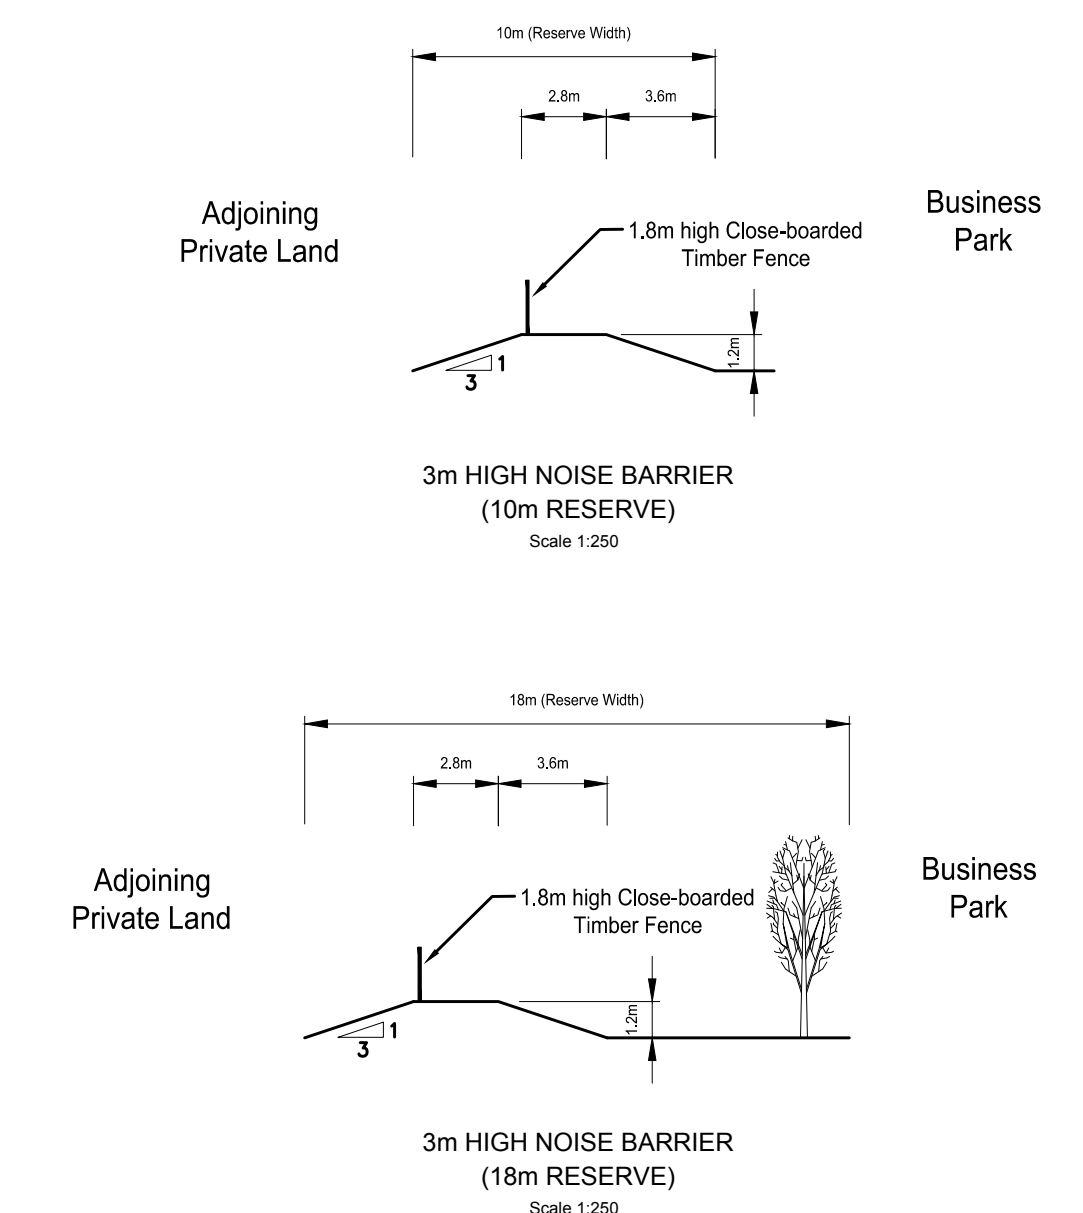 10m (Reserve Width)
2.8m
3.6m
Adjoining
Private Land
Business
Park
1.8m high Close-boarded
Timber Fence
1.2m
1
3
3m HIGH NOISE BARRIER
(10m RESERVE)
Scale 1:250
18m (Reserve Width)
2.8m
3.6m
Adjoining
Private Land
Business
Park
1.8m high Close-boarded
Timber Fence
1.2m
1
3
3m HIGH NOISE BARRIER
(18m RESERVE)
Scale 1:250